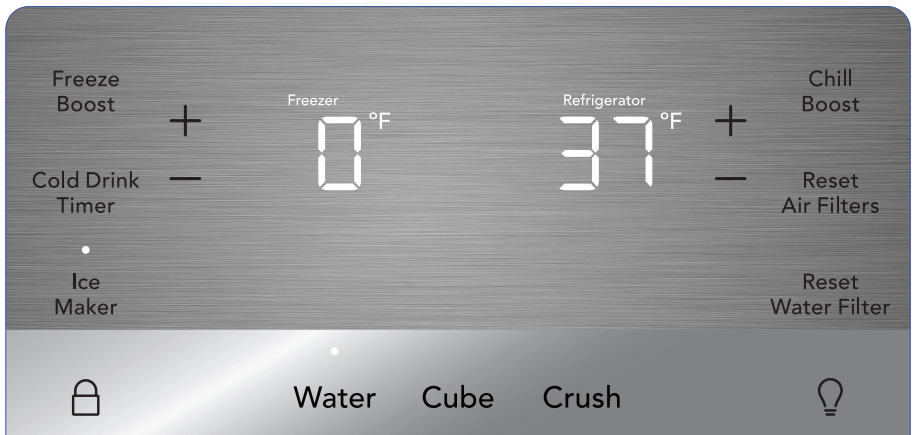 Freeze
Boost
+
Freezer
0 °F
Refrigerator
37 °F
+
Chill
Boost
Cold Drink
Timer
−
−
Reset
Air Filters
Ice
Maker
Reset
Water Filter
Water Cube Crush